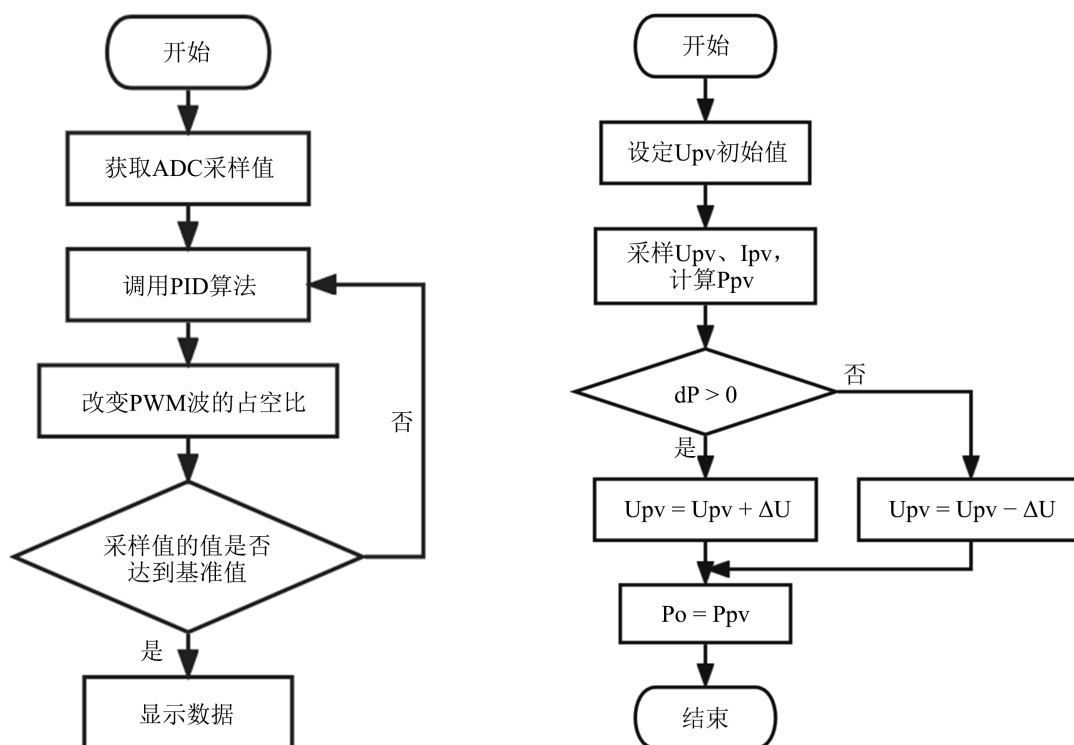 开始
获取ADC采样值
调用PID算法
改变PWM波的占空比
否
采样值的值是否
达到基准值
是
显示数据
开始
设定Upv初始值
采样Upv、Ipv，
计算Ppv
dP > 0
否
是
Upv = Upv + ΔU
Upv = Upv − ΔU
Po = Ppv
结束